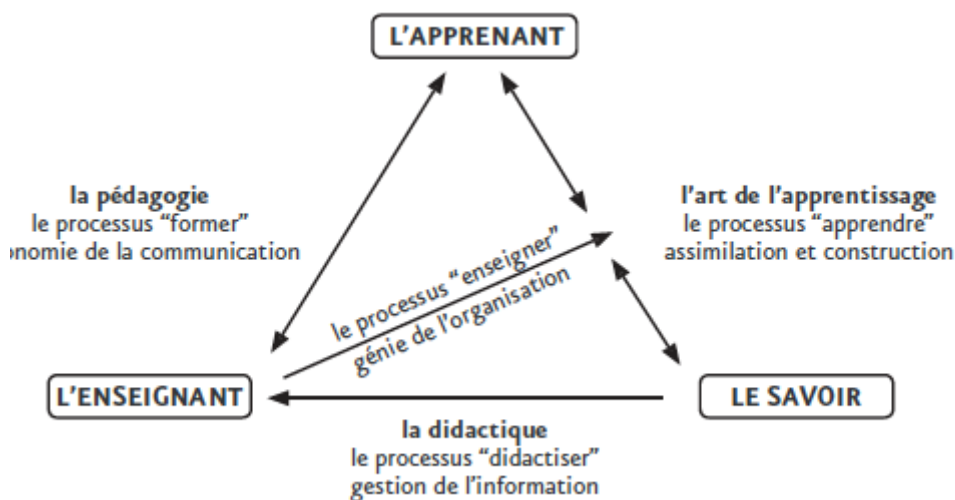 L'APPRENANT
la pédagogie
le processus "former"
onomie de la communication
l'art de l'apprentissage
le processus "apprendre"
assimilation et construction
le processus "enseigner"
génie de l'organisation
L'ENSEIGNANT
LE SAVOIR
la didactique
le processus "didactiser"
gestion de l'information